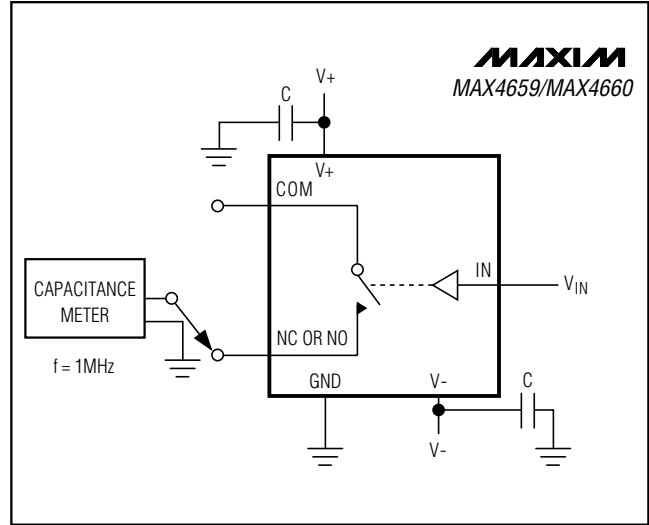 MAXIM
MAX4659/MAX4660
V+
C
V+
COM
IN
VIN
CAPACITANCE
METER
NC OR NO
f = 1MHz
GND
V-
C
V-